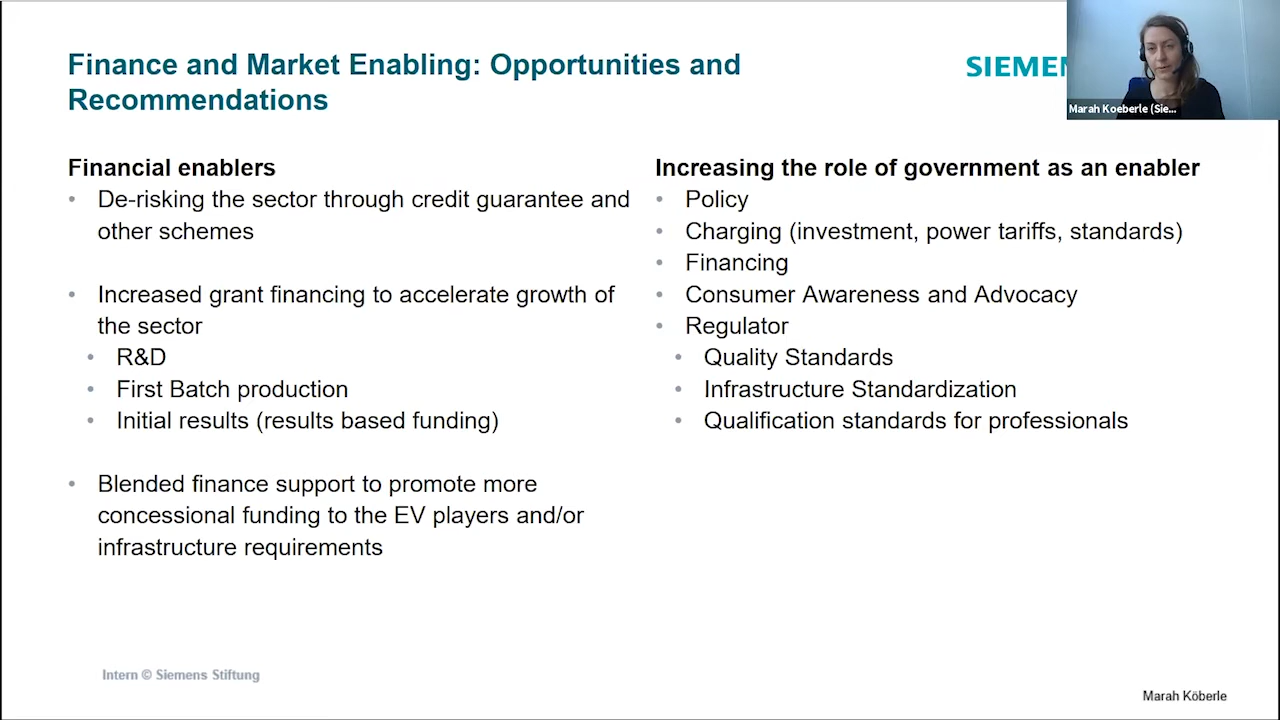 Finance and Market Enabling: Opportunities and
Recommendations
SIEMEN
Marah Koeberle (Sie...
Financial enablers
• De-risking the sector through credit guarantee and
other schemes
• Increased grant financing to accelerate growth of
the sector
• R&D
• First Batch production
• Initial results (results based funding)
• Blended finance support to promote more
concessional funding to the EV players and/or
infrastructure requirements
Increasing the role of government as an enabler
• Policy
• Charging (investment, power tariffs, standards)
• Financing
• Consumer Awareness and Advocacy
• Regulator
• Quality Standards
• Infrastructure Standardization
• Qualification standards for professionals
Intern © Siemens Stiftung
Marah Köberle